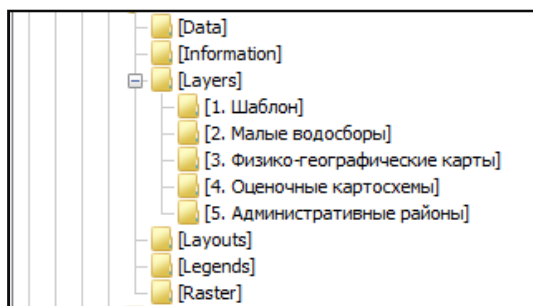 [Data]
[Information]
[Layers]
[1. Шаблон]
[2. Малые водосборы]
[3. Физико-географические карты]
[4. Оценочные картосхемы]
[5. Административные районы]
[Layouts]
[Legends]
[Raster]